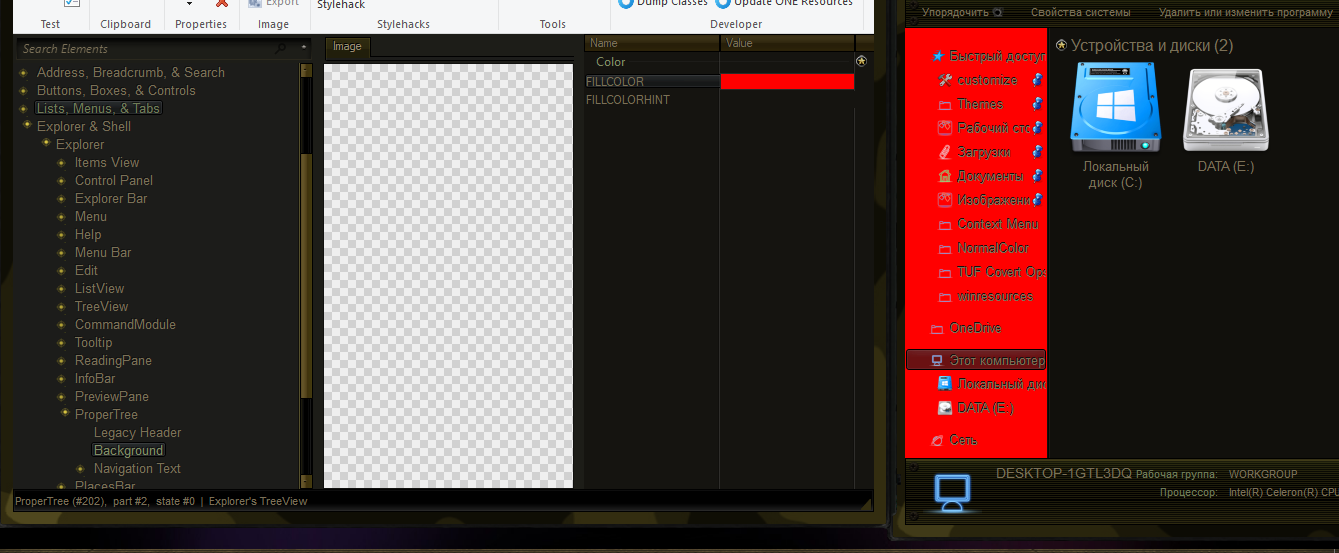 Export
Stylehack
Dump Classes
Update ONE Resources
Test
Clipboard
Properties
Image
Stylehacks
Tools
Developer
Search Elements
Address, Breadcrumb, & Search
Buttons, Boxes, & Controls
Lists, Menus, & Tabs
Explorer & Shell
Explorer
Items View
Control Panel
Explorer Bar
Menu
Help
Menu Bar
Edit
ListView
TreeView
CommandModule
Tooltip
ReadingPane
InfoBar
PreviewPane
ProperTree
Legacy Header
Background
Navigation Text
PlacesBar
ProperTree (#202), part #2, state #0 | Explorer's TreeView
Image
Name Value
Color
FILLCOLOR
FILLCOLORHINT
Упорядочить Свойства системы Удалить или изменить программу
Быстрый доступ
customize
Themes
Рабочий сто
Загрузки
Документы
Изображени
Context Menu
NormalColor
TUF Covert Ops
winresources
OneDrive
Этот компьютер
Локальный дис
DATA (E:)
Сеть
Устройства и диски (2)
Локальный
диск (C:)
DATA (E:)
DESKTOP-1GTL3DQ Рабочая группа: WORKGROUP
Процессор: Intel(R) Celeron(R) CPU